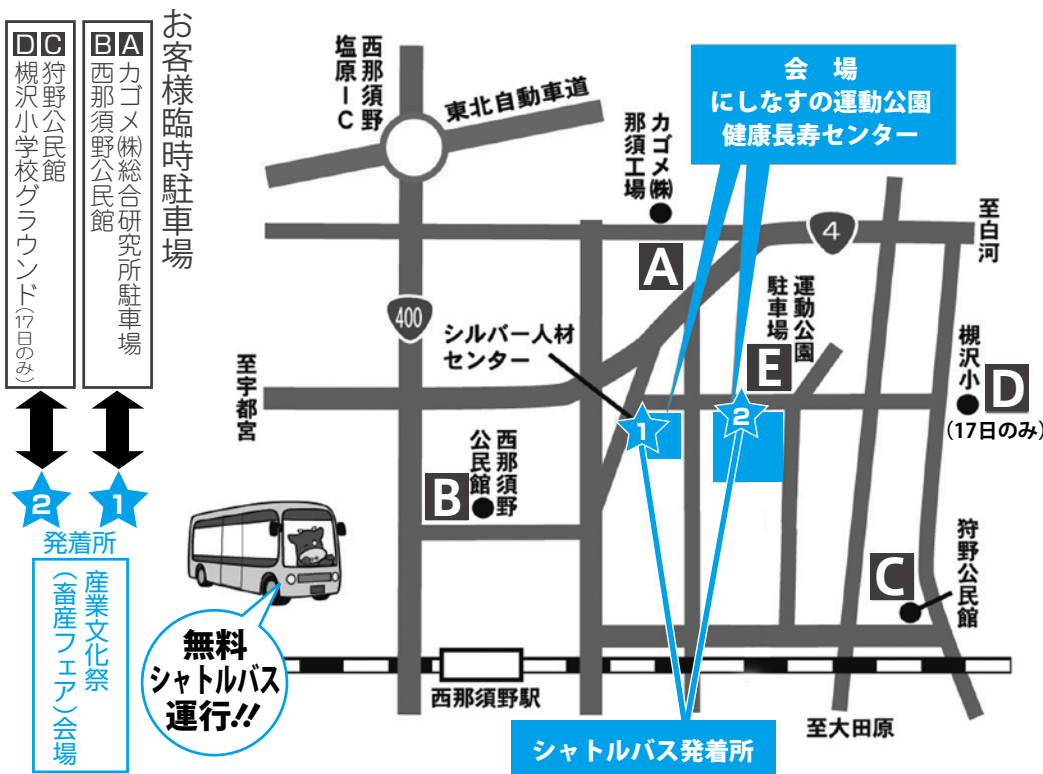 お客様臨時駐車場
A カゴメ㈱総合研究所駐車場
B 西那須野公民館
C 狩野公民館
D 槻沢小学校グラウンド(17日のみ)
1
2
発着所
産業文化祭
(畜産フェア)会場
無料
シャトルバス
運行!!
西那須野
塩原IC
東北自動車道
カゴメ㈱
那須工場
会 場
にしなすの運動公園
健康長寿センター
至白河
4
A
400
シルバー人材
センター
運動公園
駐車場
E
槻沢小
D
(17日のみ)
至宇都宮
1
2
西那須野
公民館
B
狩野公民館
C
西那須野駅
至大田原
シャトルバス発着所